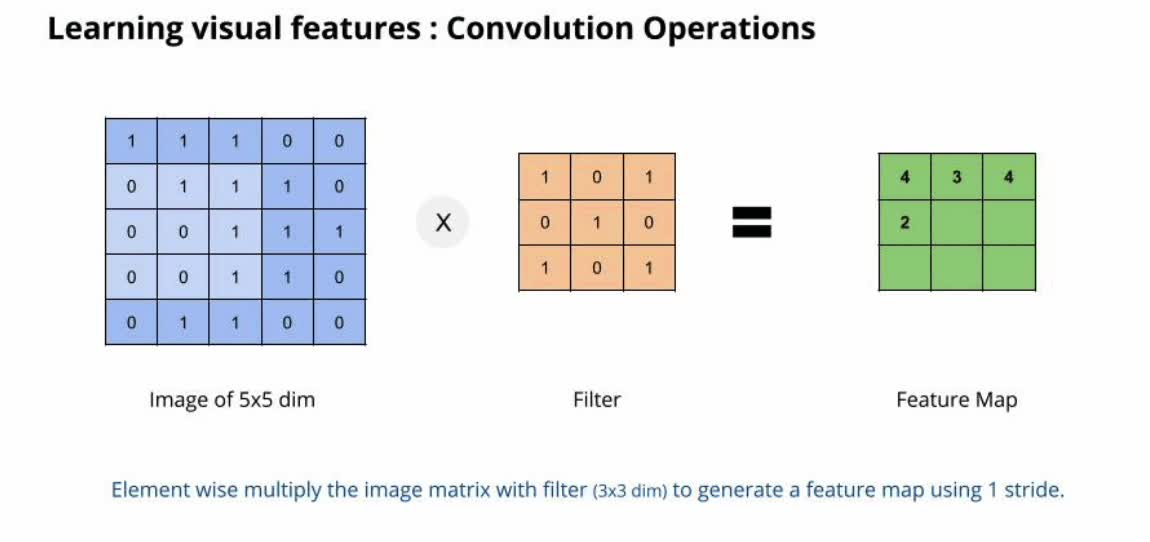 Learning visual features : Convolution Operations
1 1 1 0 0
0 1 1 1 0
0 0 1 1 1
0 0 1 1 0
0 1 1 0 0
X
1 0 1
0 1 0
1 0 1
4 3 4
2
Image of 5x5 dim
Filter
Feature Map
Element wise multiply the image matrix with filter (3x3 dim) to generate a feature map using 1 stride.